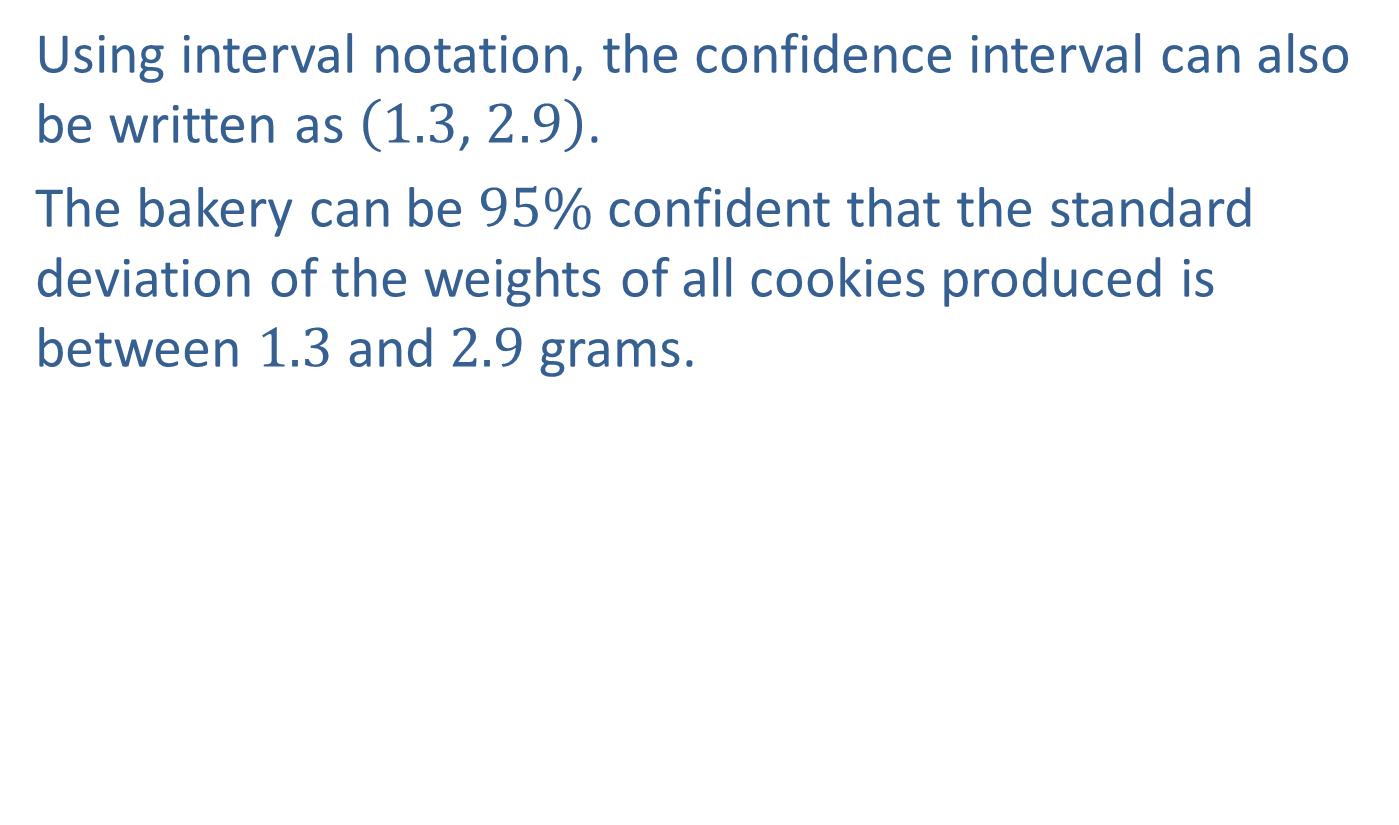 Using interval notation, the confidence interval can also
be written as (1.3, 2.9).
The bakery can be 95% confident that the standard
deviation of the weights of all cookies produced is
between 1.3 and 2.9 grams.